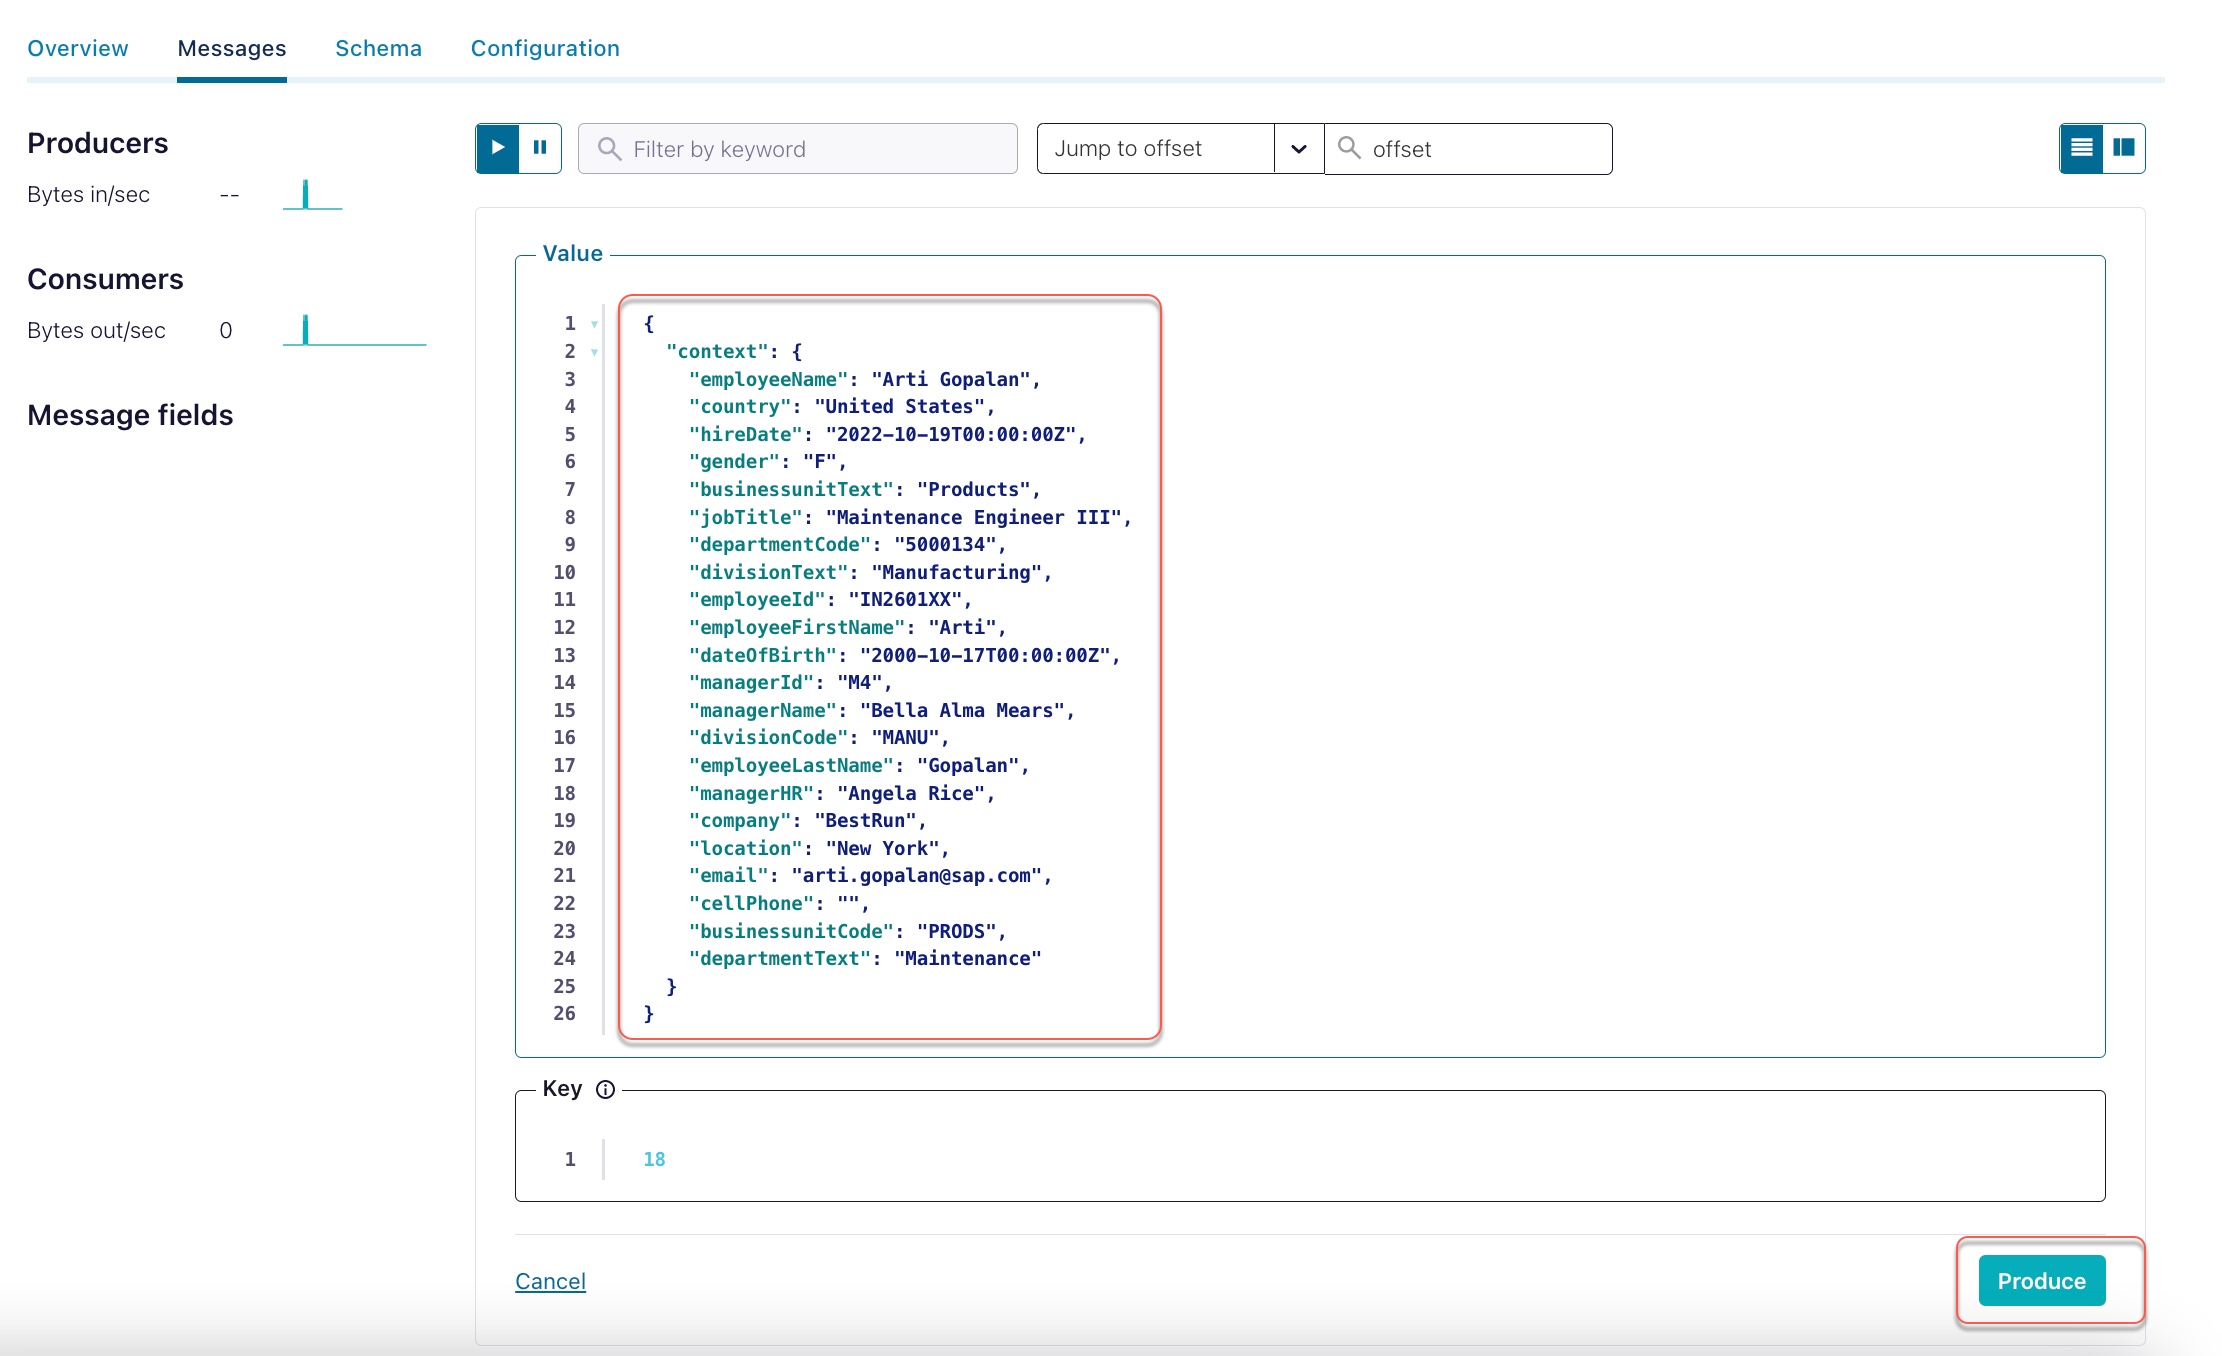 Overview Messages Schema Configuration
Producers
Bytes in/sec --
Consumers
Bytes out/sec 0
Message fields
Filter by keyword Jump to offset offset
Value
1 {
2 "context": {
3 "employeeName": "Arti Gopalan",
4 "country": "United States",
5 "hireDate": "2022-10-19T00:00:00Z",
6 "gender": "F",
7 "businessunitText": "Products",
8 "jobTitle": "Maintenance Engineer III",
9 "departmentCode": "5000134",
10 "divisionText": "Manufacturing",
11 "employeeId": "IN2601XX",
12 "employeeFirstName": "Arti",
13 "dateOfBirth": "2000-10-17T00:00:00Z",
14 "managerId": "M4",
15 "managerName": "Bella Alma Mears",
16 "divisionCode": "MANU",
17 "employeeLastName": "Gopalan",
18 "managerHR": "Angela Rice",
19 "company": "BestRun",
20 "location": "New York",
21 "email": "arti.gopalan@sap.com",
22 "cellPhone": "",
23 "businessunitCode": "PRODS",
24 "departmentText": "Maintenance"
25 }
26 }
Key
1 18
Cancel Produce